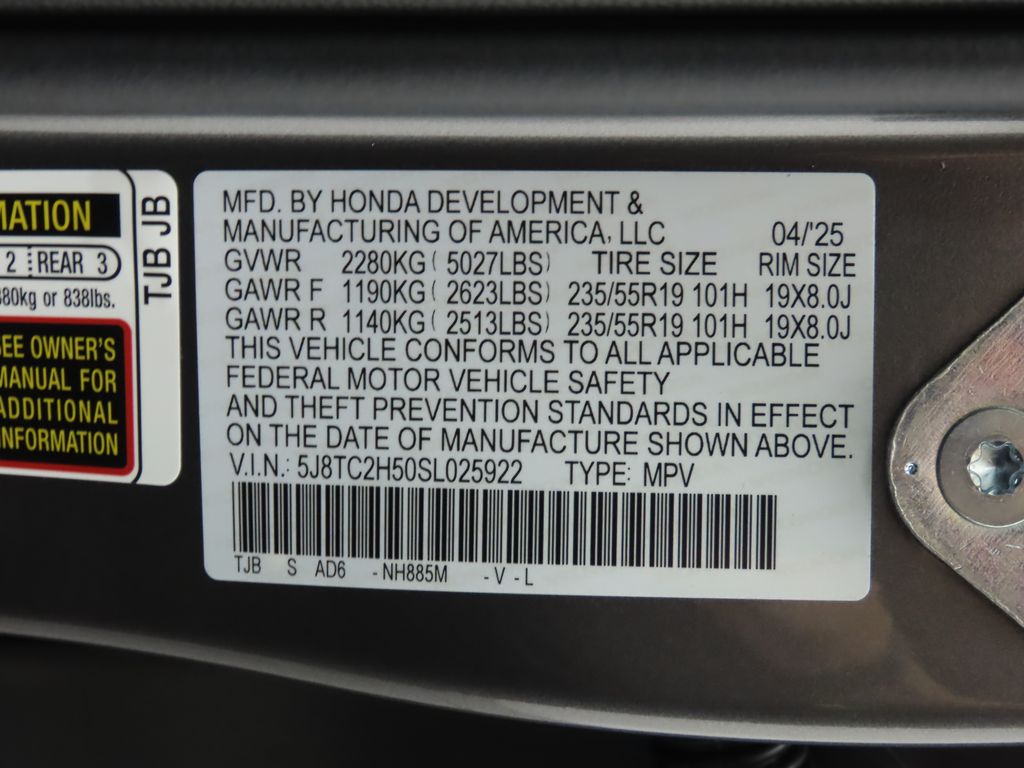 MATION
2 REAR 3
880kg or 838lbs.
SEE OWNER'S
MANUAL FOR
ADDITIONAL
INFORMATION
TJB JB
MFD. BY HONDA DEVELOPMENT &
MANUFACTURING OF AMERICA, LLC 04/'25
GVWR 2280KG ( 5027LBS) TIRE SIZE RIM SIZE
GAWR F 1190KG ( 2623LBS) 235/55R19 101H 19X8.0J
GAWR R 1140KG ( 2513LBS) 235/55R19 101H 19X8.0J
THIS VEHICLE CONFORMS TO ALL APPLICABLE
FEDERAL MOTOR VEHICLE SAFETY
AND THEFT PREVENTION STANDARDS IN EFFECT
ON THE DATE OF MANUFACTURE SHOWN ABOVE.
V.I.N.: 5J8TC2H50SL025922 TYPE: MPV
TJB S AD6 -NH885M -V -L